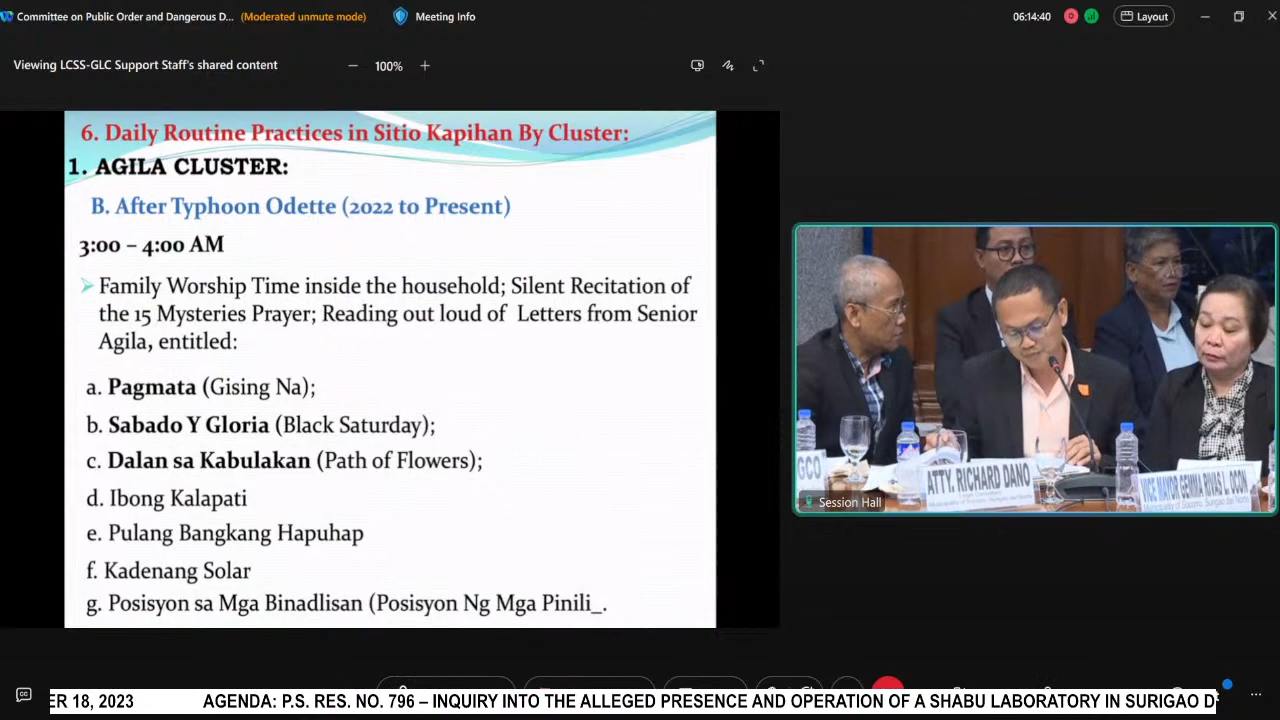 Committee on Public Order and Dangerous D... (Moderated unmute mode) Meeting Info 06:14:40 Layout
Viewing LCSS-GLC Support Staff's shared content 100%
6. Daily Routine Practices in Sitio Kapihan By Cluster:
1. AGILA CLUSTER:
B. After Typhoon Odette (2022 to Present)
3:00 – 4:00 AM
Family Worship Time inside the household; Silent Recitation of
the 15 Mysteries Prayer; Reading out loud of Letters from Senior
Agila, entitled:
a. Pagmata (Gising Na);
b. Sabado Y Gloria (Black Saturday);
c. Dalan sa Kabulakan (Path of Flowers);
d. Ibong Kalapati
e. Pulang Bangkang Hapuhap
f. Kadenang Solar
g. Posisyon sa Mga Binadlisan (Posisyon Ng Mga Pinili_.
GCO
ATTY. RICHARD DANO
VICE MAYOR GEMMA RIVAS L. DOON
Session Hall
ER 18, 2023 AGENDA: P.S. RES. NO. 796 – INQUIRY INTO THE ALLEGED PRESENCE AND OPERATION OF A SHABU LABORATORY IN SURIGAO D